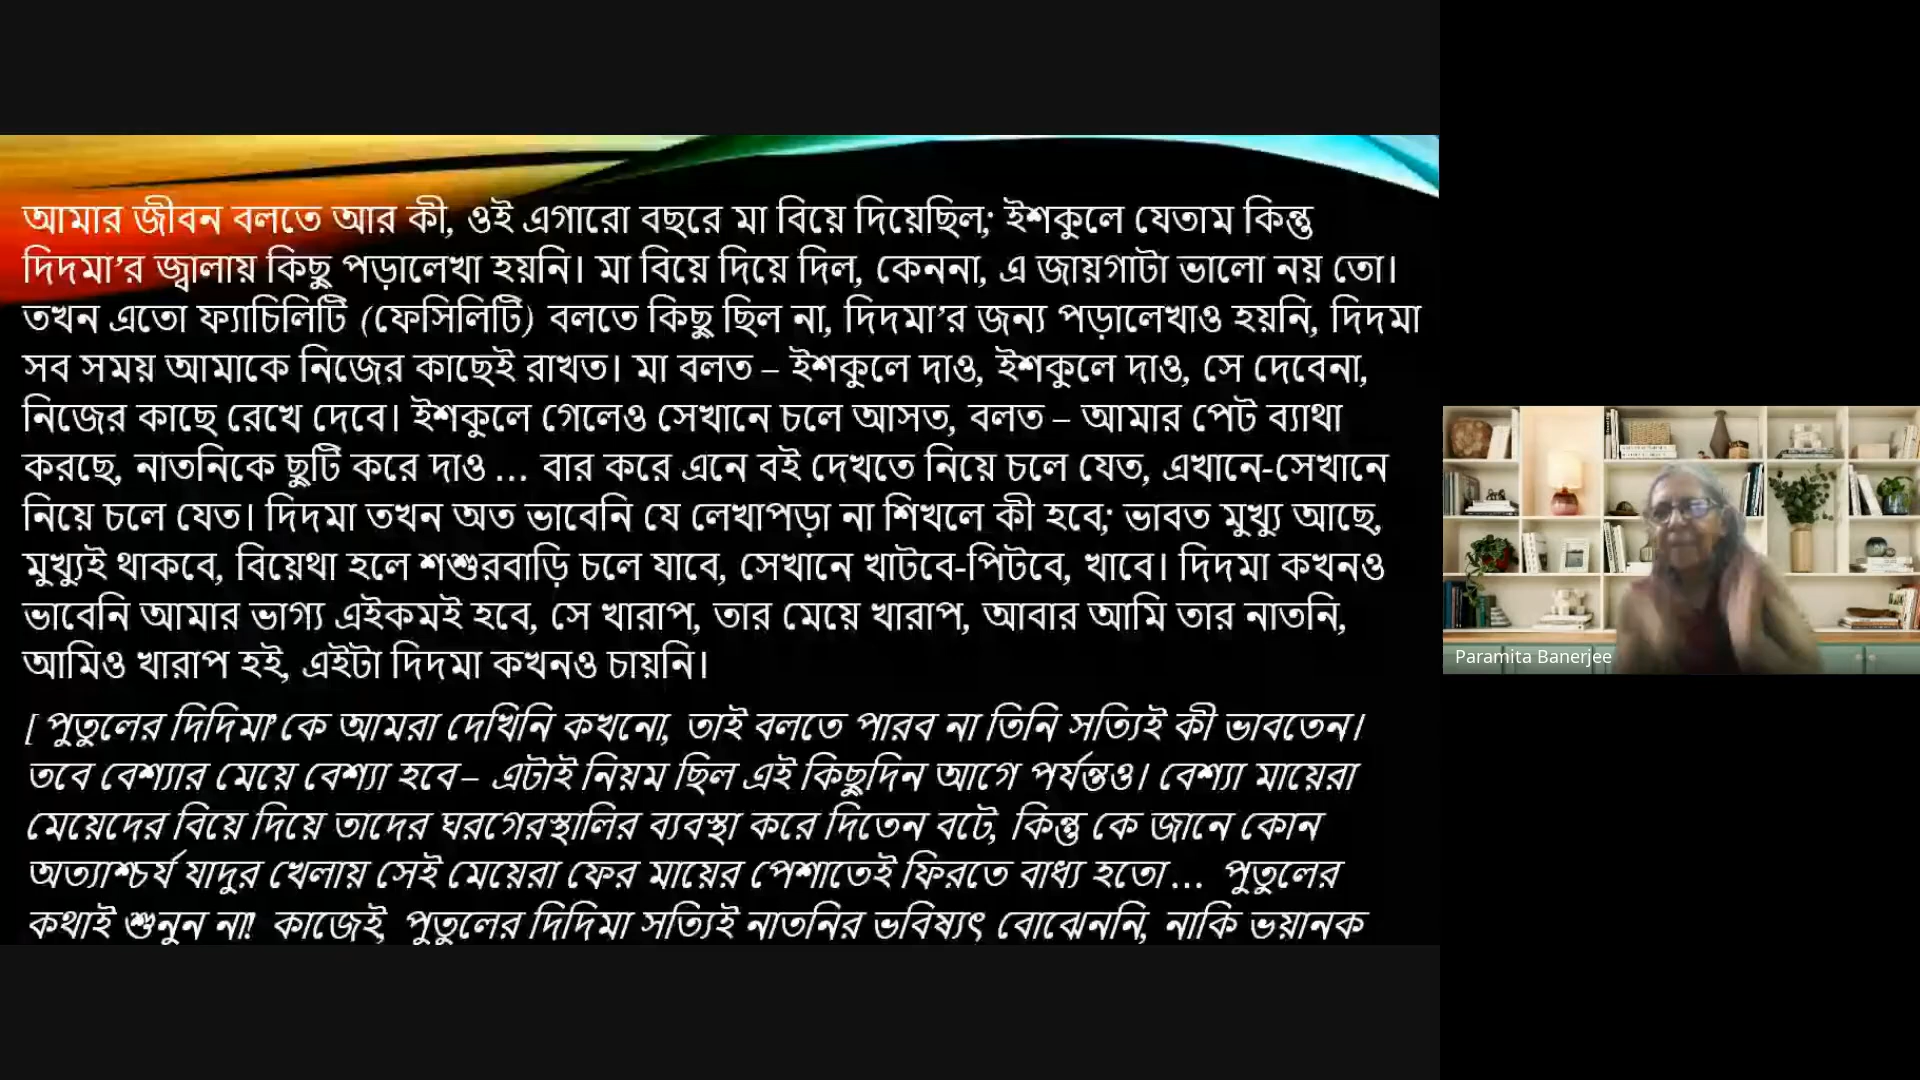 আমার জীবন বলতে আর কী, ওই এগারো বছরে মা বিয়ে দিয়েছিল; ইশকুলে যেতাম কিন্তু
দিদমা’র জ্বালায় কিছু পড়ালেখা হয়নি। মা বিয়ে দিয়ে দিল, কেননা, এ জায়গাটা ভালো নয় তো।
তখন এতো ফ্যাচিলিটি (ফেসিলিটি) বলতে কিছু ছিল না, দিদমা’র জন্য পড়ালেখাও হয়নি, দিদমা
সব সময় আমাকে নিজের কাছেই রাখত। মা বলত – ইশকুলে দাও, ইশকুলে দাও, সে দেবেনা,
নিজের কাছে রেখে দেবে। ইশকুলে গেলেও সেখানে চলে আসত, বলত – আমার পেট ব্যাথা
করছে, নাতনিকে ছুটি করে দাও … বার করে এনে বই দেখতে নিয়ে চলে যেত, এখানে-সেখানে
নিয়ে চলে যেত। দিদমা তখন অত ভাবেনি যে লেখাপড়া না শিখলে কী হবে; ভাবত মুখ্যু আছে,
মুখ্যুই থাকবে, বিয়েথা হলে শশুরবাড়ি চলে যাবে, সেখানে খাটবে-পিটবে, খাবে। দিদমা কখনও
ভাবেনি আমার ভাগ্য এইকমই হবে, সে খারাপ, তার মেয়ে খারাপ, আবার আমি তার নাতনি,
আমিও খারাপ হই, এইটা দিদমা কখনও চায়নি।
[পুতুলের দিদিমা’কে আমরা দেখিনি কখনো, তাই বলতে পারব না তিনি সত্যিই কী ভাবতেন।
তবে বেশ্যার মেয়ে বেশ্যা হবে – এটাই নিয়ম ছিল এই কিছুদিন আগে পর্যন্তও। বেশ্যা মায়েরা
মেয়েদের বিয়ে দিয়ে তাদের ঘরগেরস্থালির ব্যবস্থা করে দিতেন বটে, কিন্তু কে জানে কোন
অত্যাশ্চর্য যাদুর খেলায় সেই মেয়েরা ফের মায়ের পেশাতেই ফিরতে বাধ্য হতো… পুতুলের
কথাই শুনুন না! কাজেই, পুতুলের দিদিমা সত্যিই নাতনির ভবিষ্যৎ বোঝেননি, নাকি ভয়ানক
Paramita Banerjee